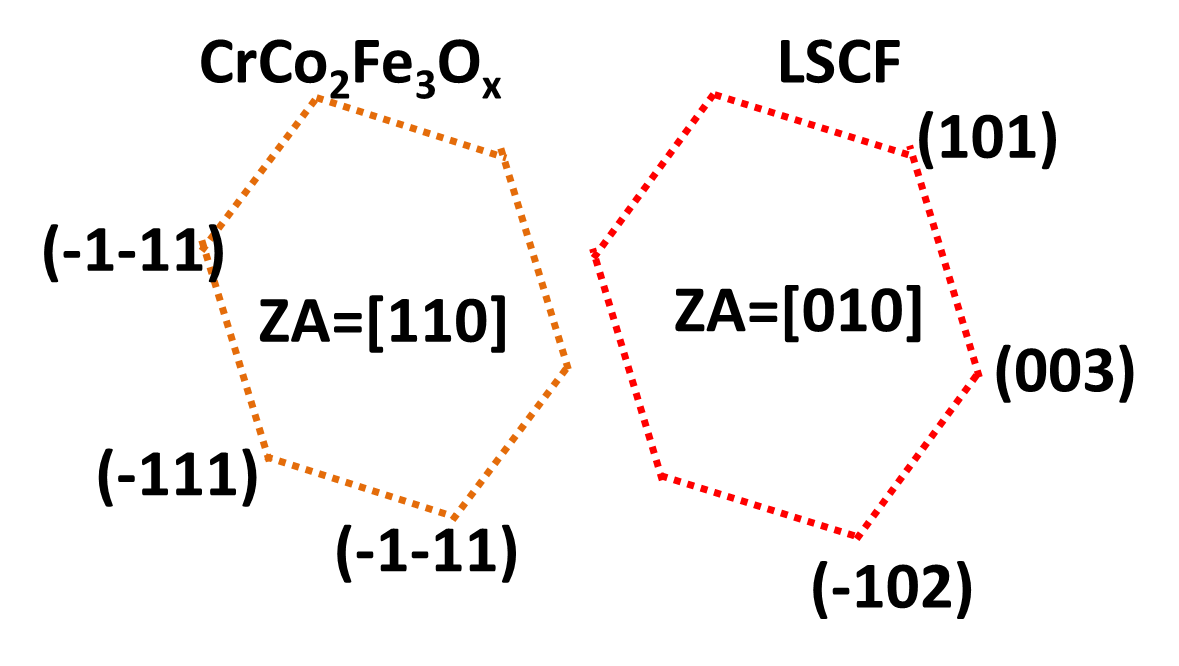 CrCo₂Fe₃Oₓ
LSCF
(101)
(-1-11)
ZA=[110]
ZA=[010]
(003)
(-111)
(-1-11)
(-102)